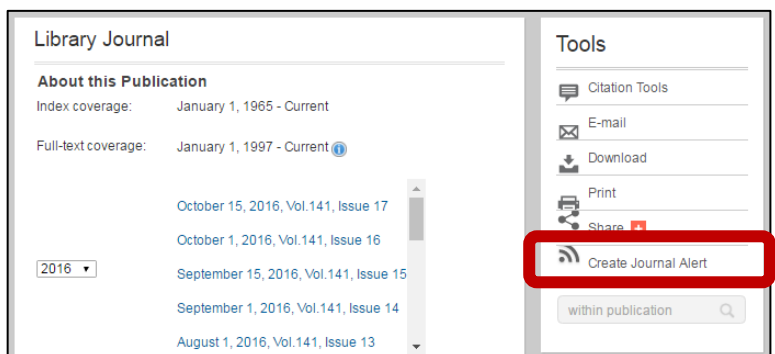 Library Journal
About this Publication
Index coverage: January 1, 1965 - Current
Full-text coverage: January 1, 1997 - Current
2016
October 15, 2016, Vol.141, Issue 17
October 1, 2016, Vol.141, Issue 16
September 15, 2016, Vol.141, Issue 15
September 1, 2016, Vol.141, Issue 14
August 1, 2016, Vol.141, Issue 13
Tools
Citation Tools
E-mail
Download
Print
Share
Create Journal Alert
within publication